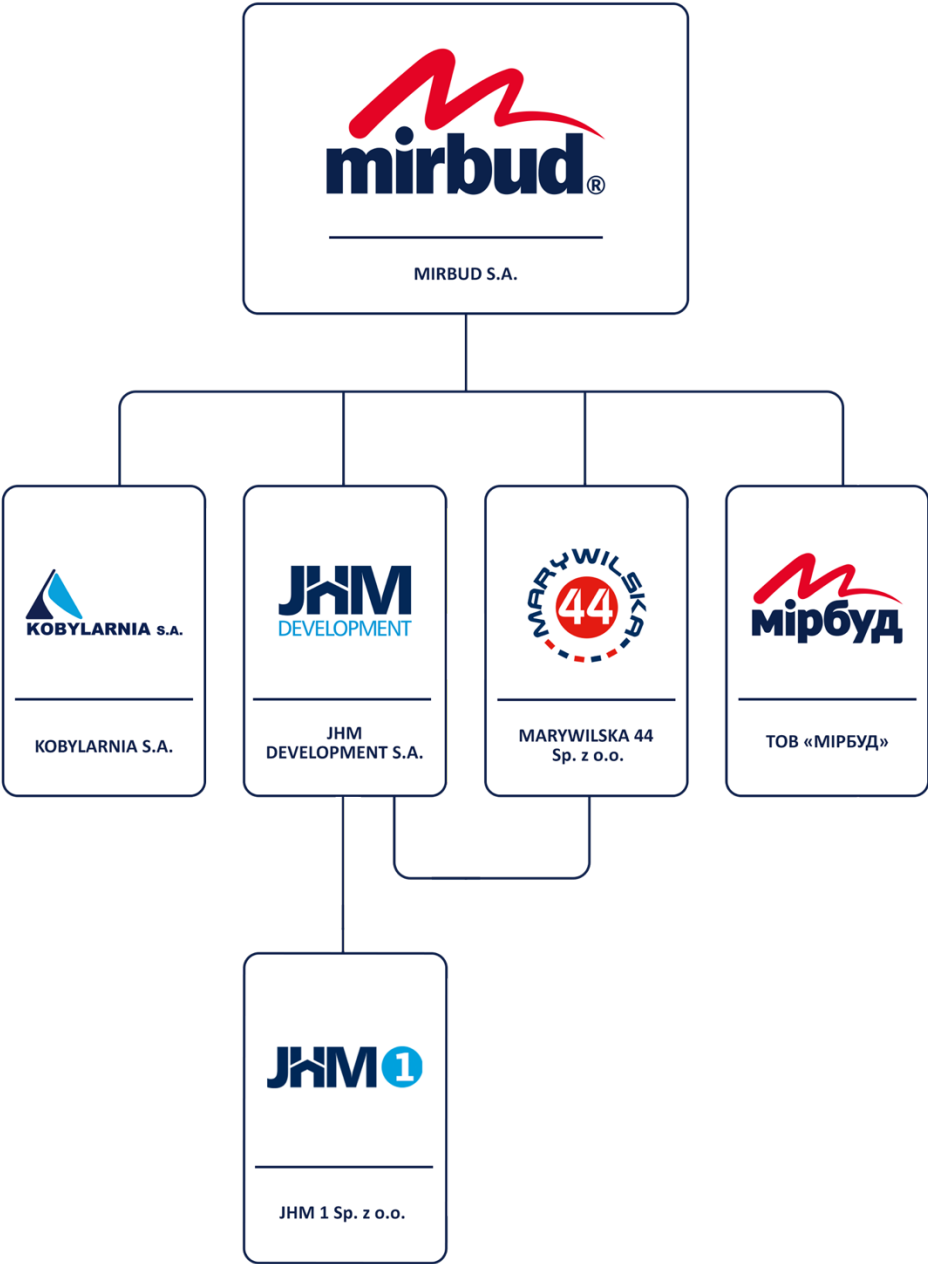 mirbud®
MIRBUD S.A.
KOBYLARNIA S.A.
KOBYLARNIA S.A.
JHM
DEVELOPMENT
JHM
DEVELOPMENT S.A.
MARYWILSKA
44
MARYWILSKA 44
Sp. z o.o.
мірбуд
ТОВ «МІРБУД»
JHM 1
JHM 1 Sp. z o.o.